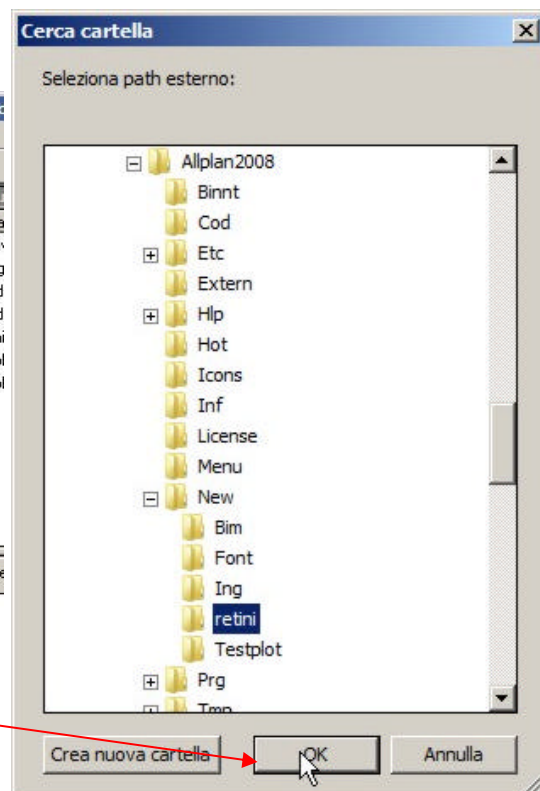 Cerca cartella
Seleziona path esterno:
Allplan2008
Binnt
Cod
Etc
Extern
Hlp
Hot
Icons
Inf
License
Menu
New
Bim
Font
Ing
retini
Testplot
Prg
Tmp
Crea nuova cartella OK Annulla